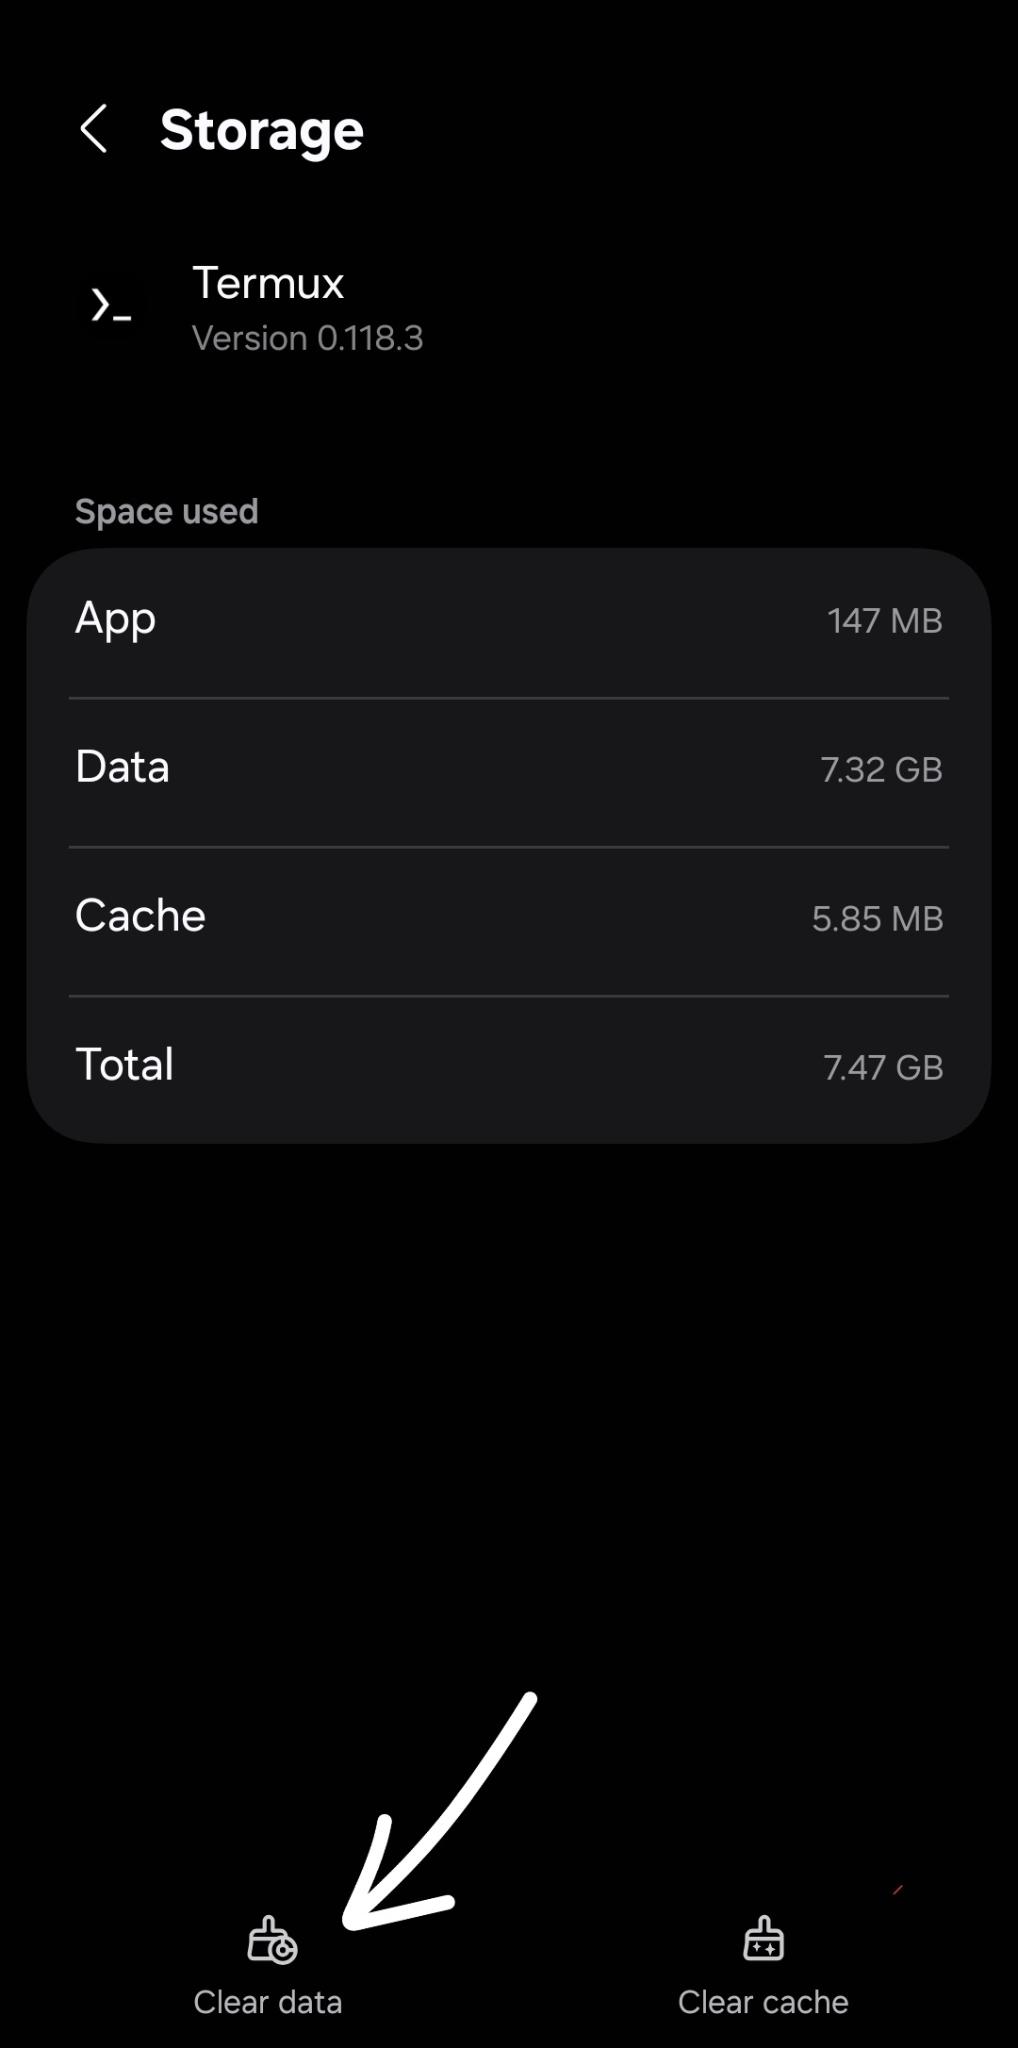 Storage
Termux
Version 0.118.3
Space used
App 147 MB
Data 7.32 GB
Cache 5.85 MB
Total 7.47 GB
Clear data Clear cache